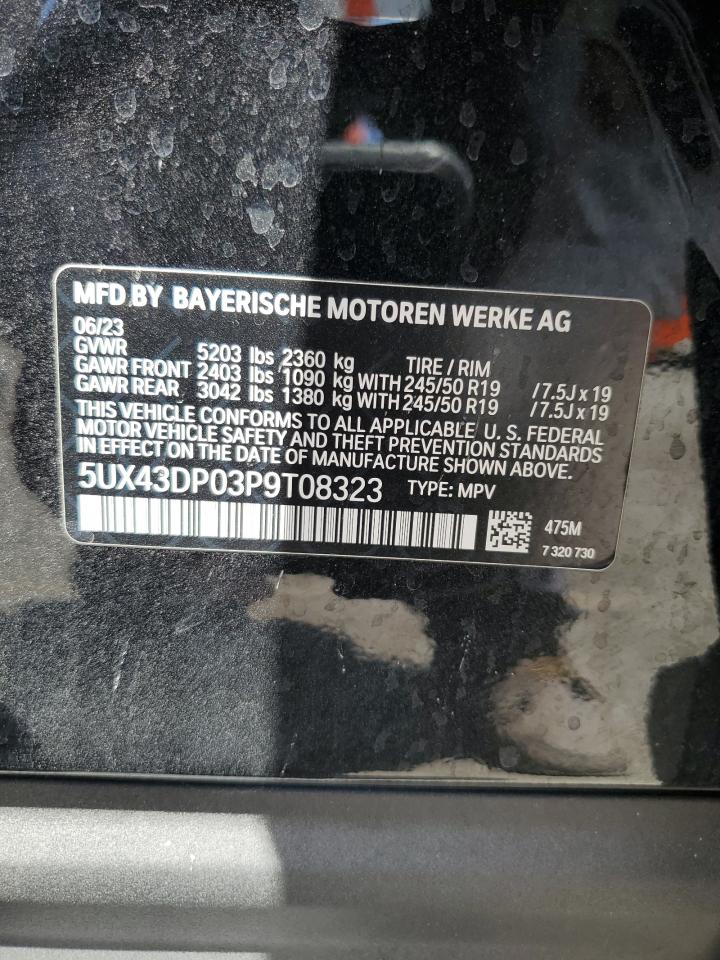 MFD BY BAYERISCHE MOTOREN WERKE AG
06/23
GVWR 5203 lbs 2360 kg TIRE / RIM
GAWR FRONT 2403 lbs 1090 kg WITH 245/50 R19 / 7.5J x 19
GAWR REAR 3042 lbs 1380 kg WITH 245/50 R19 / 7.5J x 19
THIS VEHICLE CONFORMS TO ALL APPLICABLE U. S. FEDERAL
MOTOR VEHICLE SAFETY AND THEFT PREVENTION STANDARDS
IN EFFECT ON THE DATE OF MANUFACTURE SHOWN ABOVE.
5UX43DP03P9T08323 TYPE: MPV
475M
7 320 730